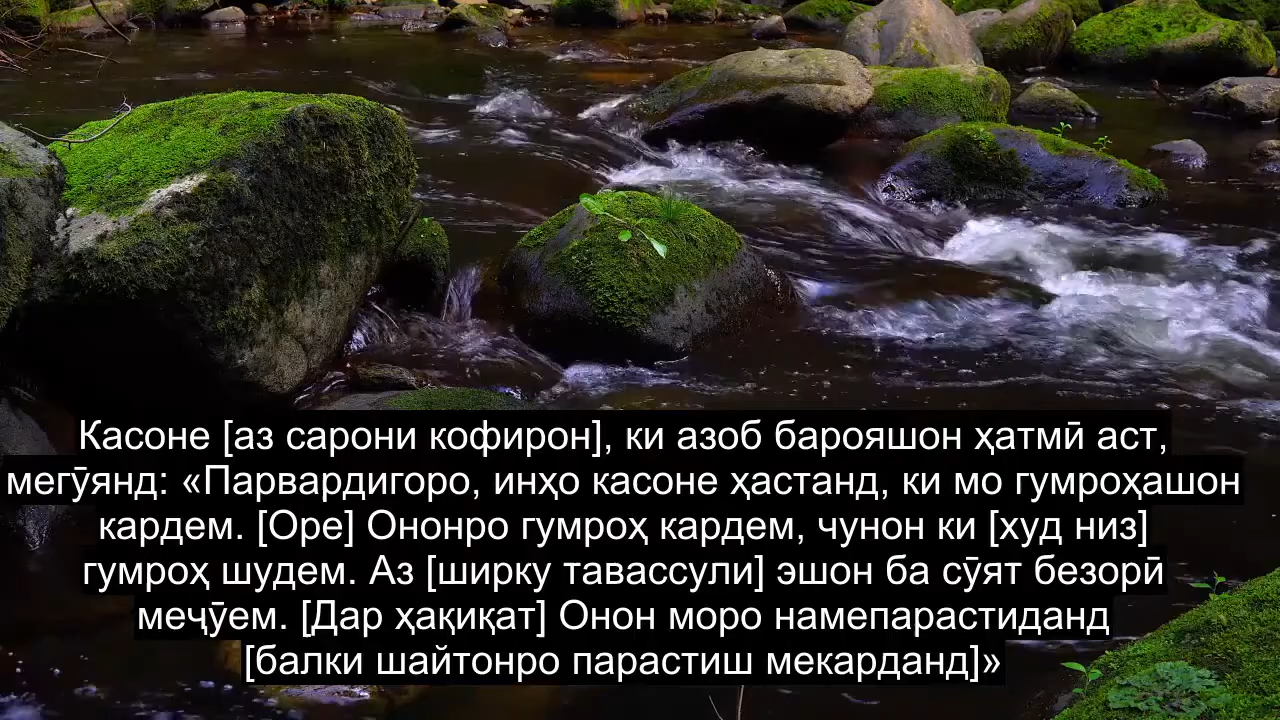 Касоне [аз сарони кофирон], ки азоб барояшон ҳатмӣ аст,
мегӯянд: «Парвардигоро, инҳо касоне ҳастанд, ки мо гумроҳашон
кардем. [Оре] Ононро гумроҳ кардем, чунон ки [худ низ]
гумроҳ шудем. Аз [ширку тавассули] эшон ба сӯят безорӣ
меҷӯем. [Дар ҳақиқат] Онон моро намепарастиданд
[балки шайтонро парастиш мекарданд]»